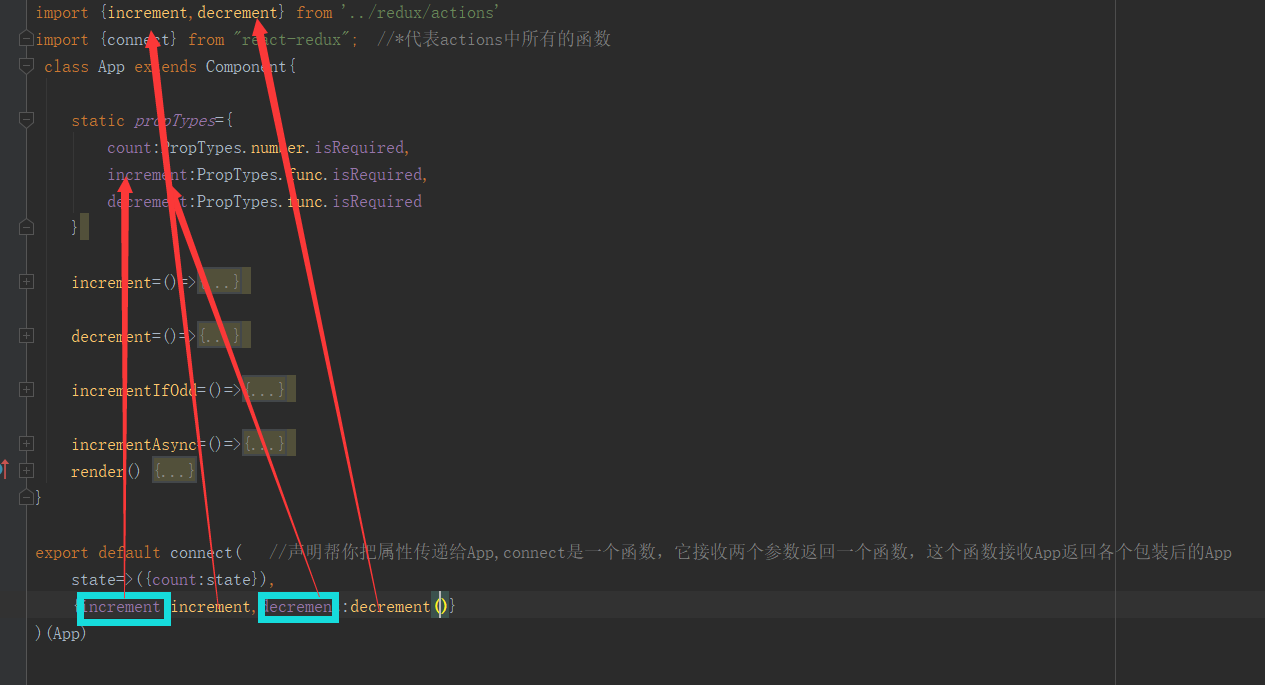 import {increment,decrement} from '../redux/actions'
import {connect} from "react-redux"; //*代表actions中所有的函数
class App extends Component{
static propTypes={
count:PropTypes.number.isRequired,
increment:PropTypes.func.isRequired,
decrement:PropTypes.func.isRequired
}
increment=()=>{...}
decrement=()=>{...}
incrementIfOdd=()=>{...}
incrementAsync=()=>{...}
render() {...}
}
export default connect( //声明帮你把属性传递给App,connect是一个函数，它接收两个参数返回一个函数，这个函数接收App返回各个包装后的App
state=>({count:state}),
{increment increment,decremen:decrement()}
)(App)